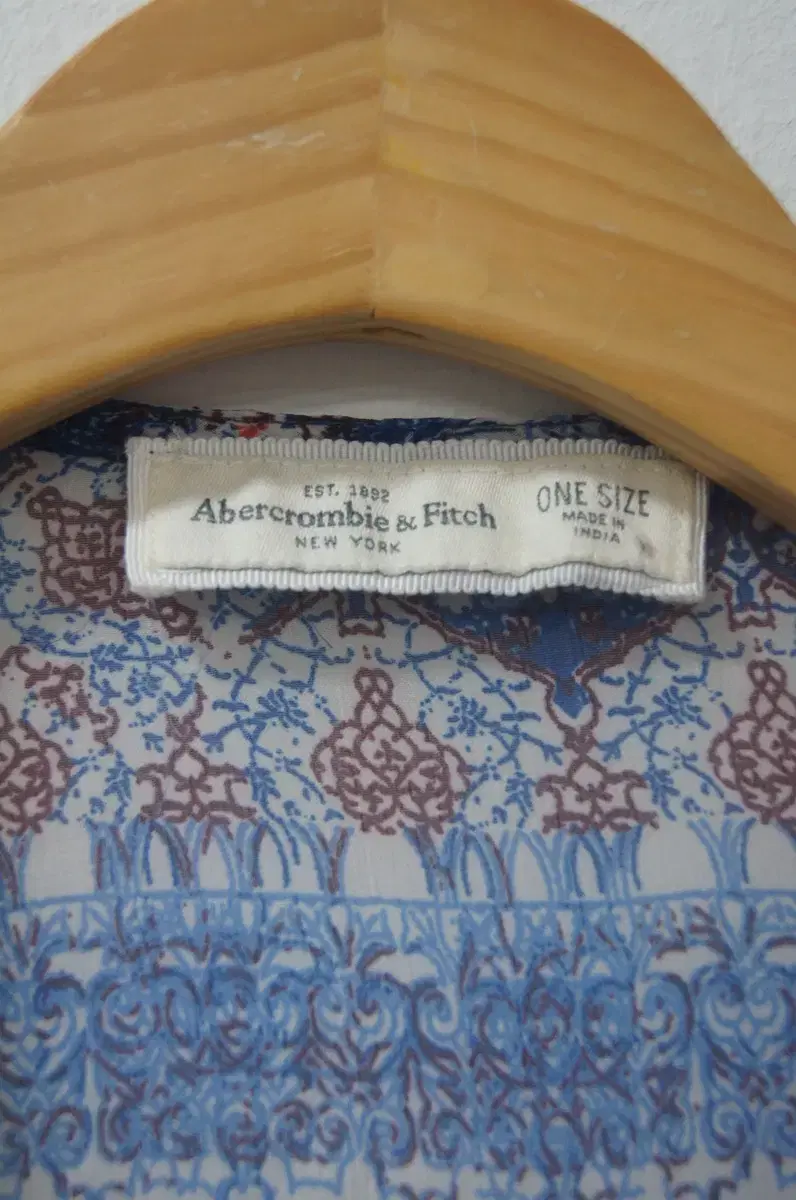 EST. 1892
Abercrombie & Fitch
NEW YORK
ONE SIZE
MADE IN
INDIA